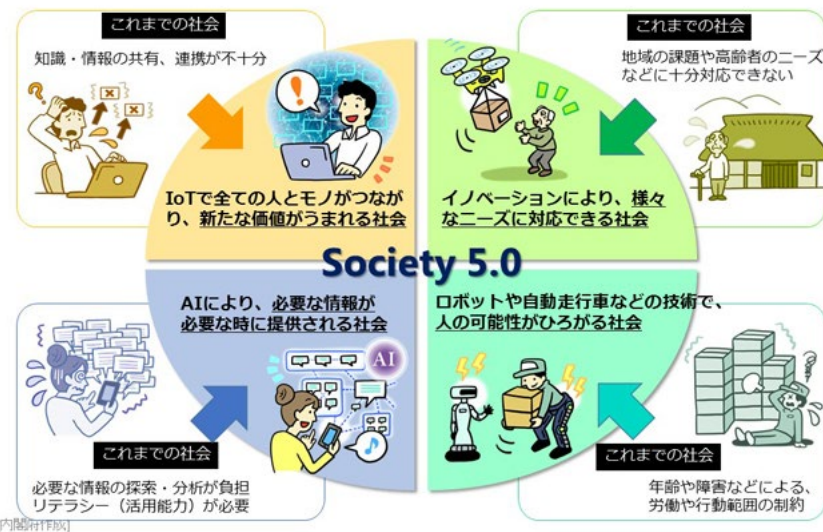 これまでの社会
知識・情報の共有、連携が不十分
IoTで全ての人とモノがつなが
り、新たな価値がうまれる社会
これまでの社会
地域の課題や高齢者のニーズ
などに十分対応できない
イノベーションにより、様々
なニーズに対応できる社会
Society 5.0
AIにより、必要な情報が
必要な時に提供される社会
AI
これまでの社会
必要な情報の探索・分析が負担
リテラシー（活用能力）が必要
ロボットや自動走行車などの技術で、
人の可能性がひろがる社会
これまでの社会
年齢や障害などによる、
労働や行動範囲の制約
内閣府作成]